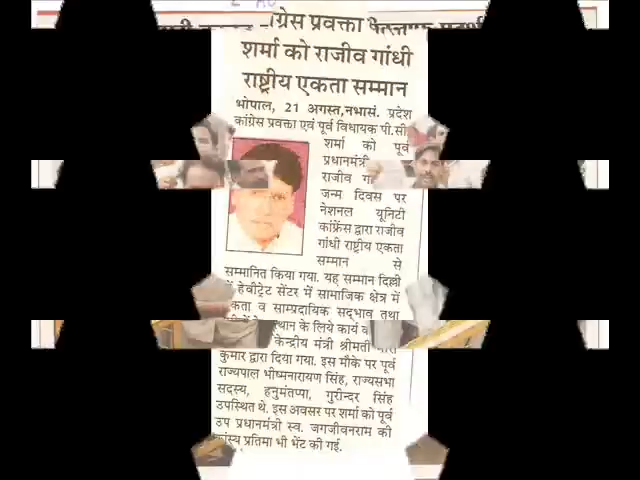 ग्रेस प्रवक्ता
शर्मा को राजीव गांधी
राष्ट्रीय एकता सम्मान
भोपाल, 21 अगस्त,नभासं. प्रदेश
कांग्रेस प्रवक्ता एवं पूर्व विधायक पी.सी
शर्मा को पूर्व
प्रधानमंत्री
राजीव
जन्म दिवस पर
नेशनल यूनिटी
कांफ्रेंस द्वारा राजीव
गांधी राष्ट्रीय एकता
सम्मान से
सम्मानित किया गया. यह सम्मान दिल्ली
हेवीट्रेट सेंटर में सामाजिक क्षेत्र में
कता व साम्प्रदायिक सद्भाव तथा
त्थान के लिये कार्य
केन्द्रीय मंत्री श्रीमती
कुमार द्वारा दिया गया. इस मौके पर पूर्व
राज्यपाल भीष्मनारायण सिंह, राज्यसभा
सदस्य, हनुमंतप्पा, गुरीन्दर सिंह
उपस्थित थे. इस अवसर पर शर्मा को पूर्व
उप प्रधानमंत्री स्व. जगजीवनराम की
कांस्य प्रतिमा भी भेंट की गई.